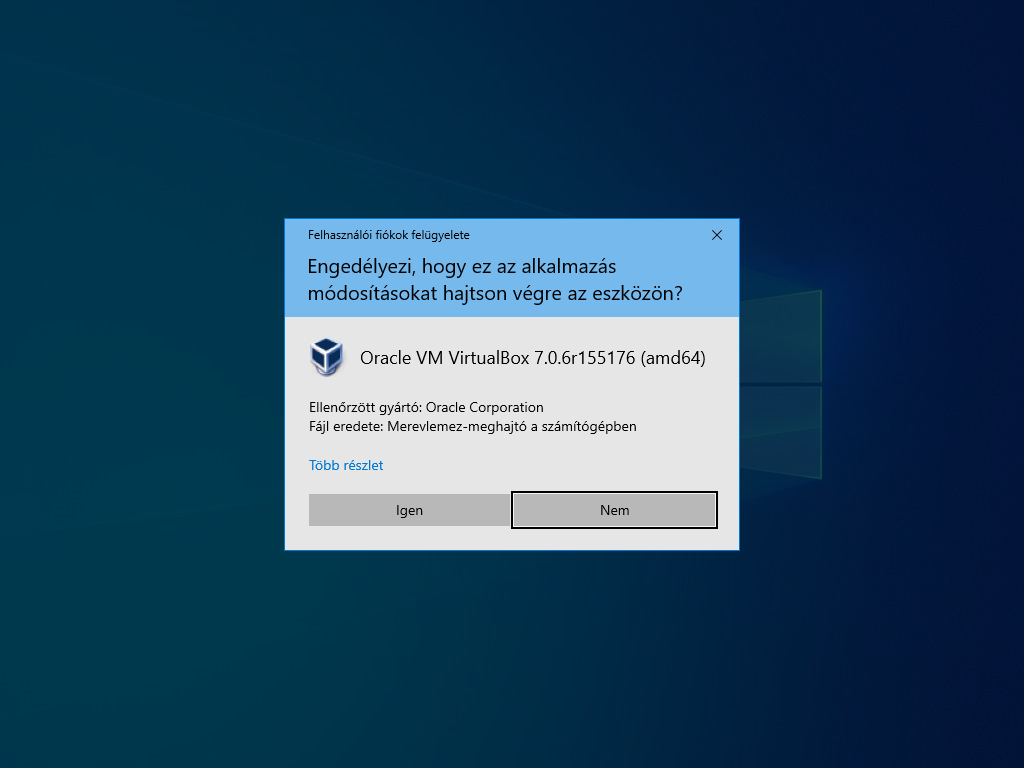 Felhasználói fiókok felügyelete
Engedélyezi, hogy ez az alkalmazás
módosításokat hajtson végre az eszközön?
Oracle VM VirtualBox 7.0.6r155176 (amd64)
Ellenőrzött gyártó: Oracle Corporation
Fájl eredete: Merevlemez-meghajtó a számítógépben
Több részlet
Igen
Nem